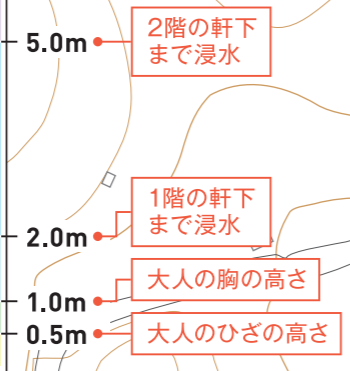 5.0m
2階の軒下
まで浸水
2.0m
1階の軒下
まで浸水
1.0m
大人の胸の高さ
0.5m
大人のひざの高さ